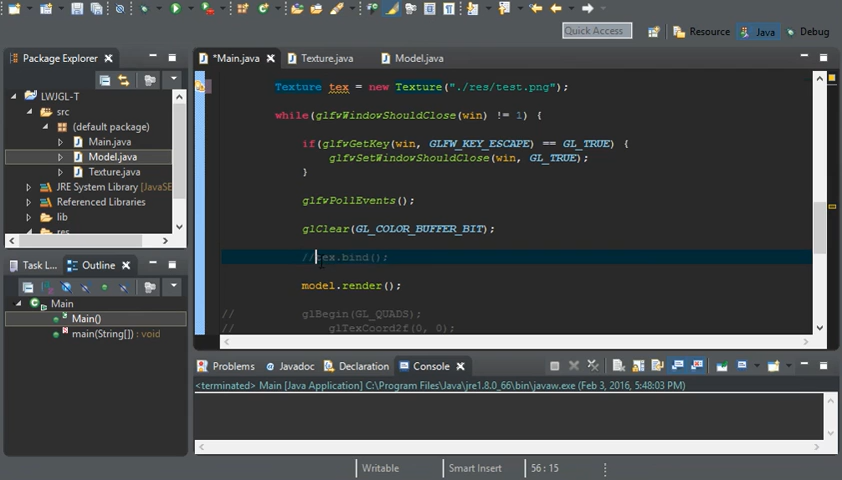 Quick Access
Resource
Java
Debug
Package Explorer
*Main.java
Texture.java
Model.java
LWJGL-T
src
(default package)
Main.java
Model.java
Texture.java
JRE System Library [JavaSE
Referenced Libraries
lib
res
Texture tex = new Texture("./res/test.png");
while(glfwWindowShouldClose(win) != 1) {
if(glfwGetKey(win, GLFW_KEY_ESCAPE) == GL_TRUE) {
glfwSetWindowShouldClose(win, GL_TRUE);
}
glfwPollEvents();
glClear(GL_COLOR_BUFFER_BIT);
//tex.bind();
model.render();
// glBegin(GL_QUADS);
// glTexCoord2f(0, 0);
Task L...
Outline
Main
Main()
main(String[]) : void
Problems
Javadoc
Declaration
Console
<terminated> Main [Java Application] C:\Program Files\Java\jre1.8.0_66\bin\javaw.exe (Feb 3, 2016, 5:48:03 PM)
Writable
Smart Insert
56 : 15